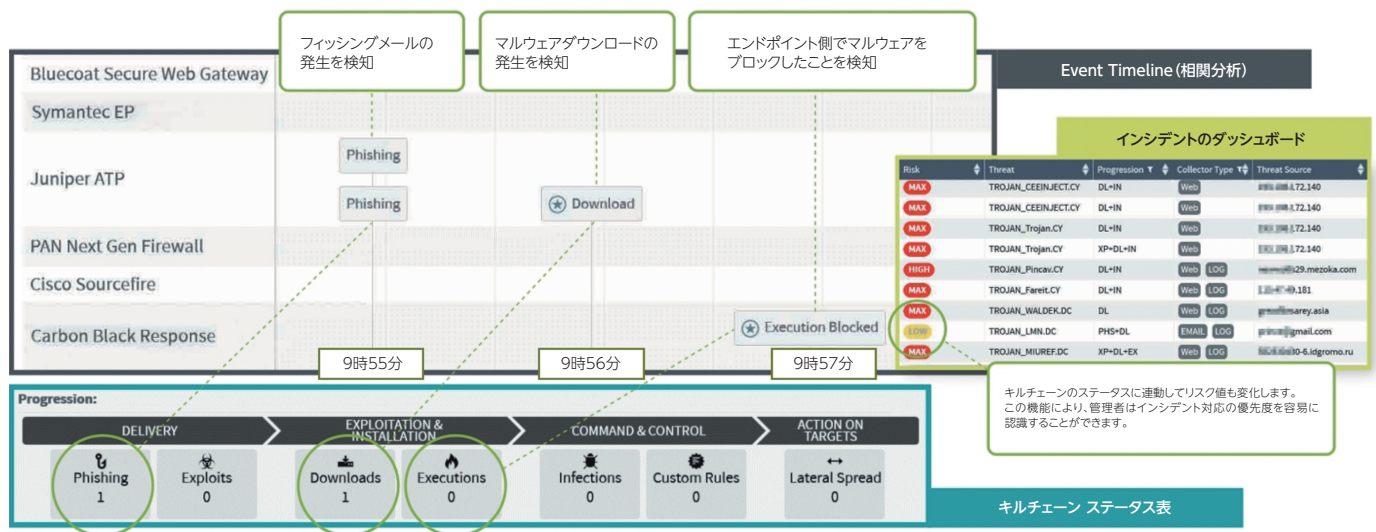 フィッシングメールの
発生を検知
マルウェアダウンロードの
発生を検知
エンドポイント側でマルウェアを
ブロックしたことを検知
Event Timeline（相関分析）
Bluecoat Secure Web Gateway
Symantec EP
Juniper ATP
Phishing
Phishing
Download
PAN Next Gen Firewall
Cisco Sourcefire
Carbon Black Response
Execution Blocked
9時55分
9時56分
9時57分
インシデントのダッシュボード
Risk Threat Progression Collector Type Threat Source
MAX TROJAN_CEEINJECT.CY DL+IN Web 72.140
MAX TROJAN_CEEINJECT.CY DL+IN Web 72.140
MAX TROJAN_Trojan.CY DL+IN Web 72.140
MAX TROJAN_Trojan.CY XP+DL+IN Web 72.140
HIGH TROJAN_Pincav.CY DL+IN Web LOG s29.mezoka.com
MAX TROJAN_Fareit.CY DL+IN Web LOG .181
MAX TROJAN_WALDEK.DC DL Web LOG arey.asia
LOW TROJAN_LMN.DC PHS+DL EMAIL LOG gmail.com
MAX TROJAN_MIUREF.DC XP+DL+EX Web LOG 0-6.idgromo.ru
キルチェーンのステータスに連動してリスク値も変化します。
この機能により、管理者はインシデント対応の優先度を容易に
認識することができます。
Progression:
DELIVERY
EXPLOITATION &
INSTALLATION
COMMAND & CONTROL
ACTION ON
TARGETS
Phishing
1
Exploits
0
Downloads
1
Executions
0
Infections
0
Custom Rules
0
Lateral Spread
0
キルチェーン ステータス表